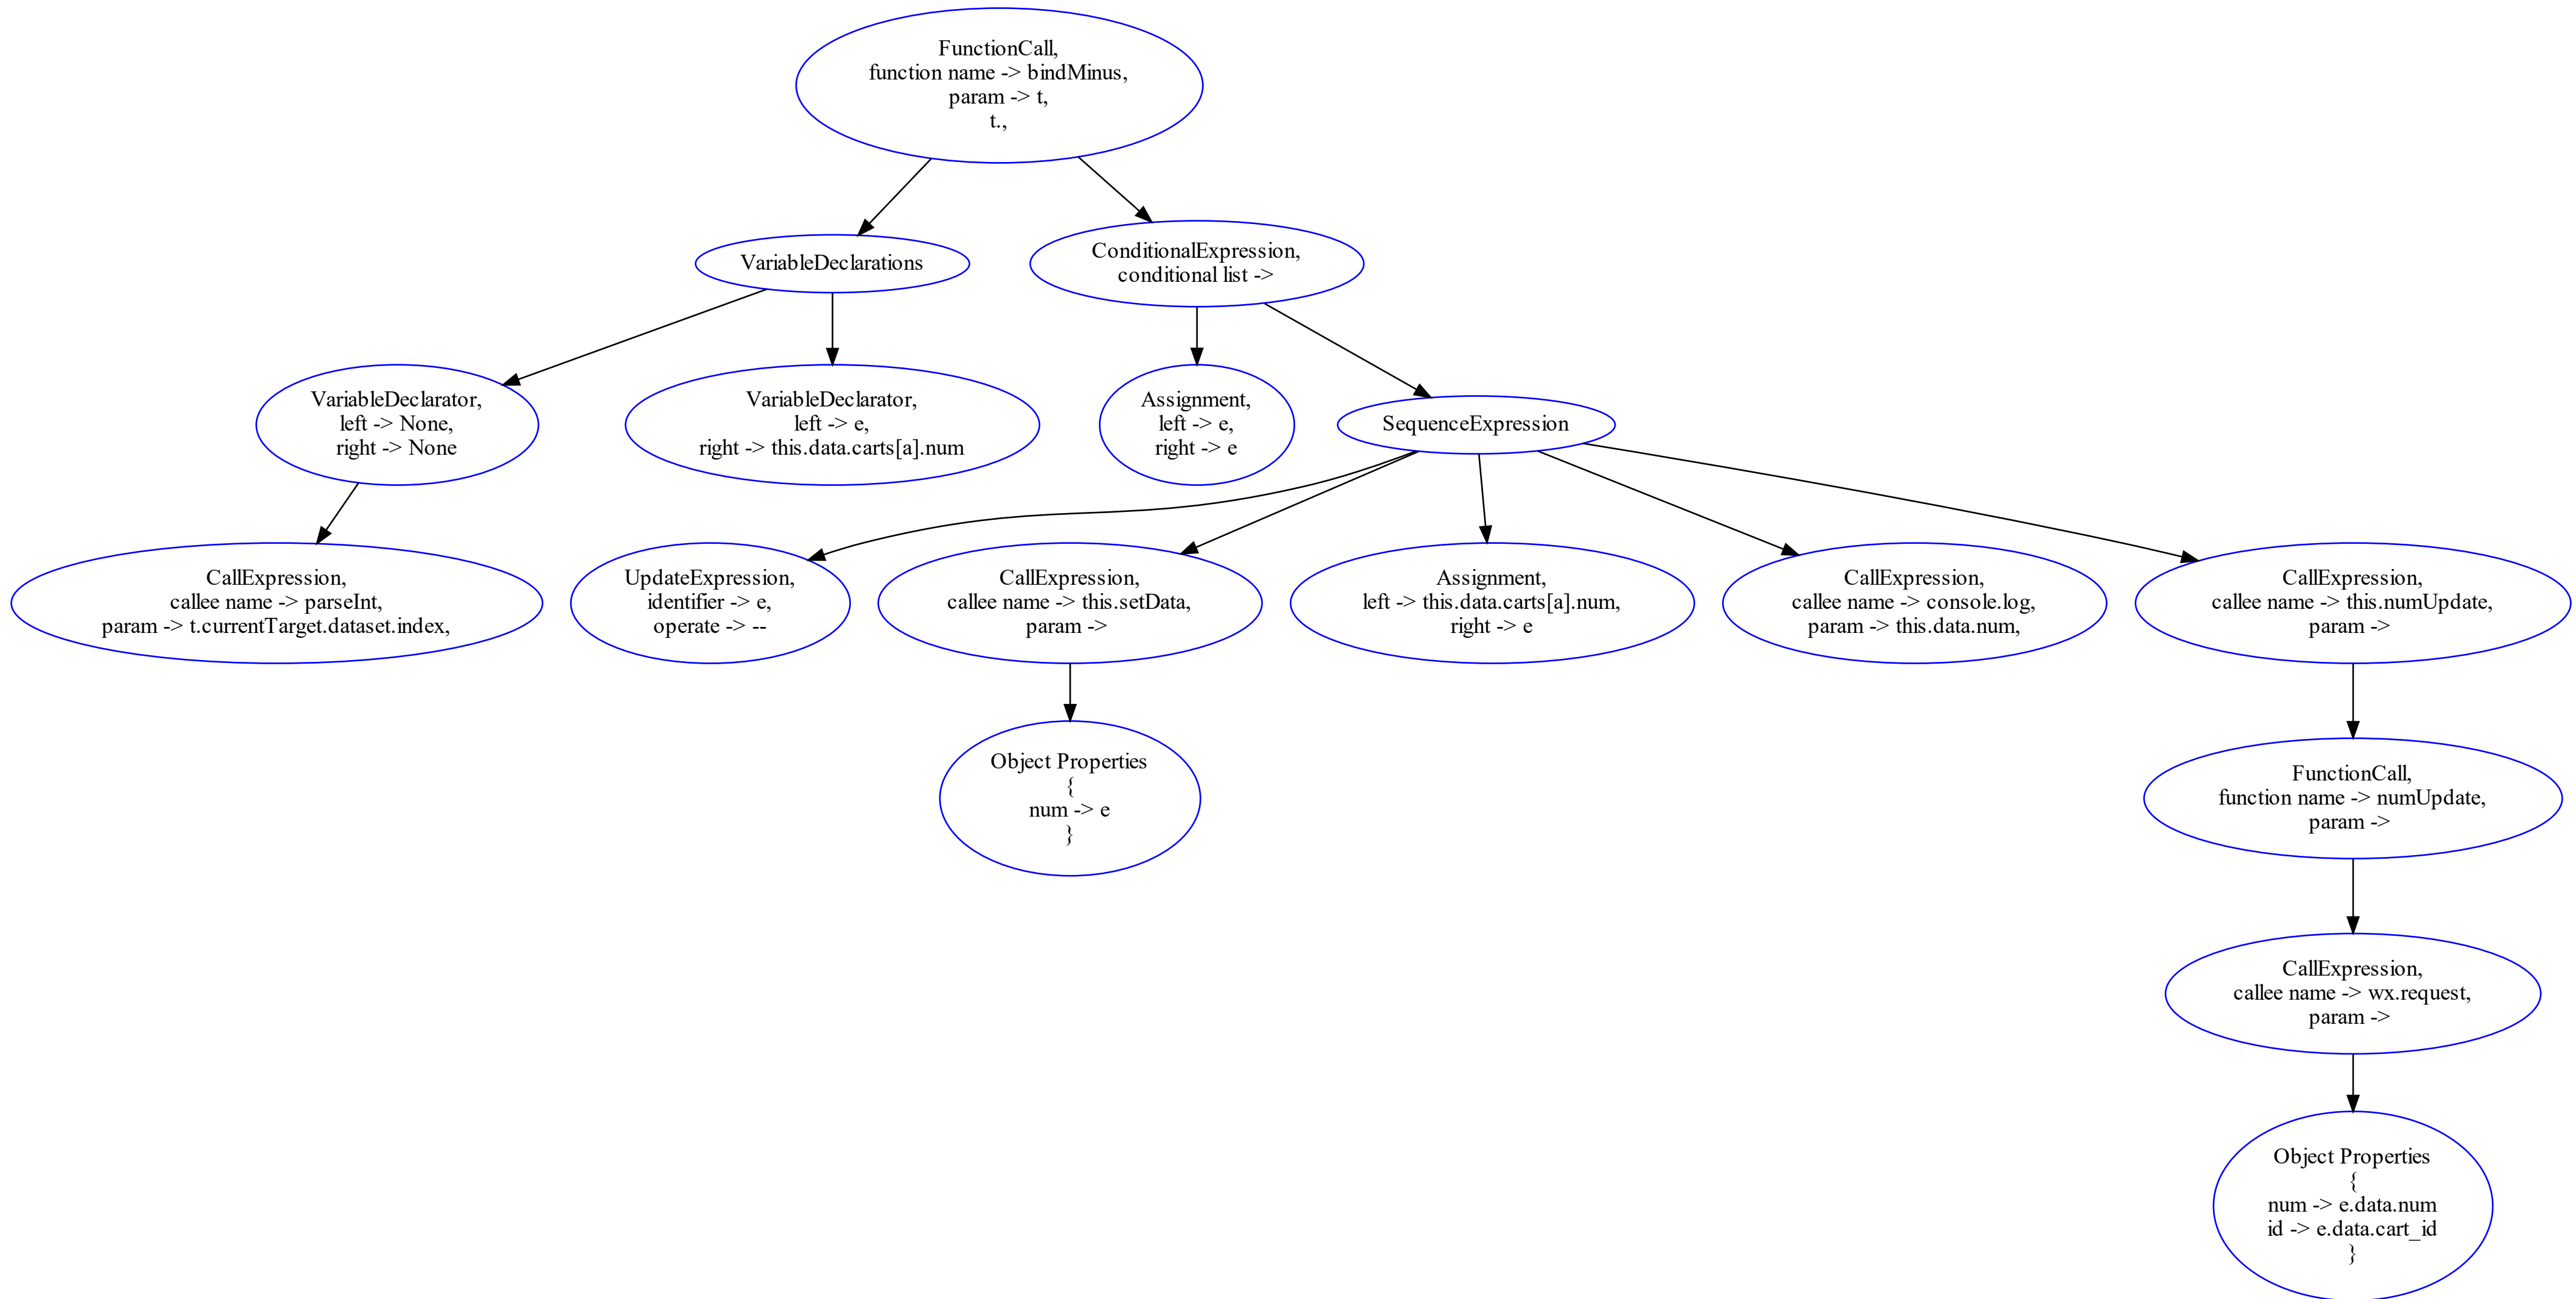 FunctionCall,
function name -> bindMinus,
param -> t,
t.,
VariableDeclarations
ConditionalExpression,
conditional list ->
VariableDeclarator,
left -> None,
right -> None
VariableDeclarator,
left -> e,
right -> this.data.carts[a].num
Assignment,
left -> e,
right -> e
SequenceExpression
CallExpression,
callee name -> parseInt,
param -> t.currentTarget.dataset.index,
UpdateExpression,
identifier -> e,
operate -> --
CallExpression,
callee name -> this.setData,
param ->
Assignment,
left -> this.data.carts[a].num,
right -> e
CallExpression,
callee name -> console.log,
param -> this.data.num,
CallExpression,
callee name -> this.numUpdate,
param ->
Object Properties
{
num -> e
}
FunctionCall,
function name -> numUpdate,
param ->
CallExpression,
callee name -> wx.request,
param ->
Object Properties
{
num -> e.data.num
id -> e.data.cart_id
}